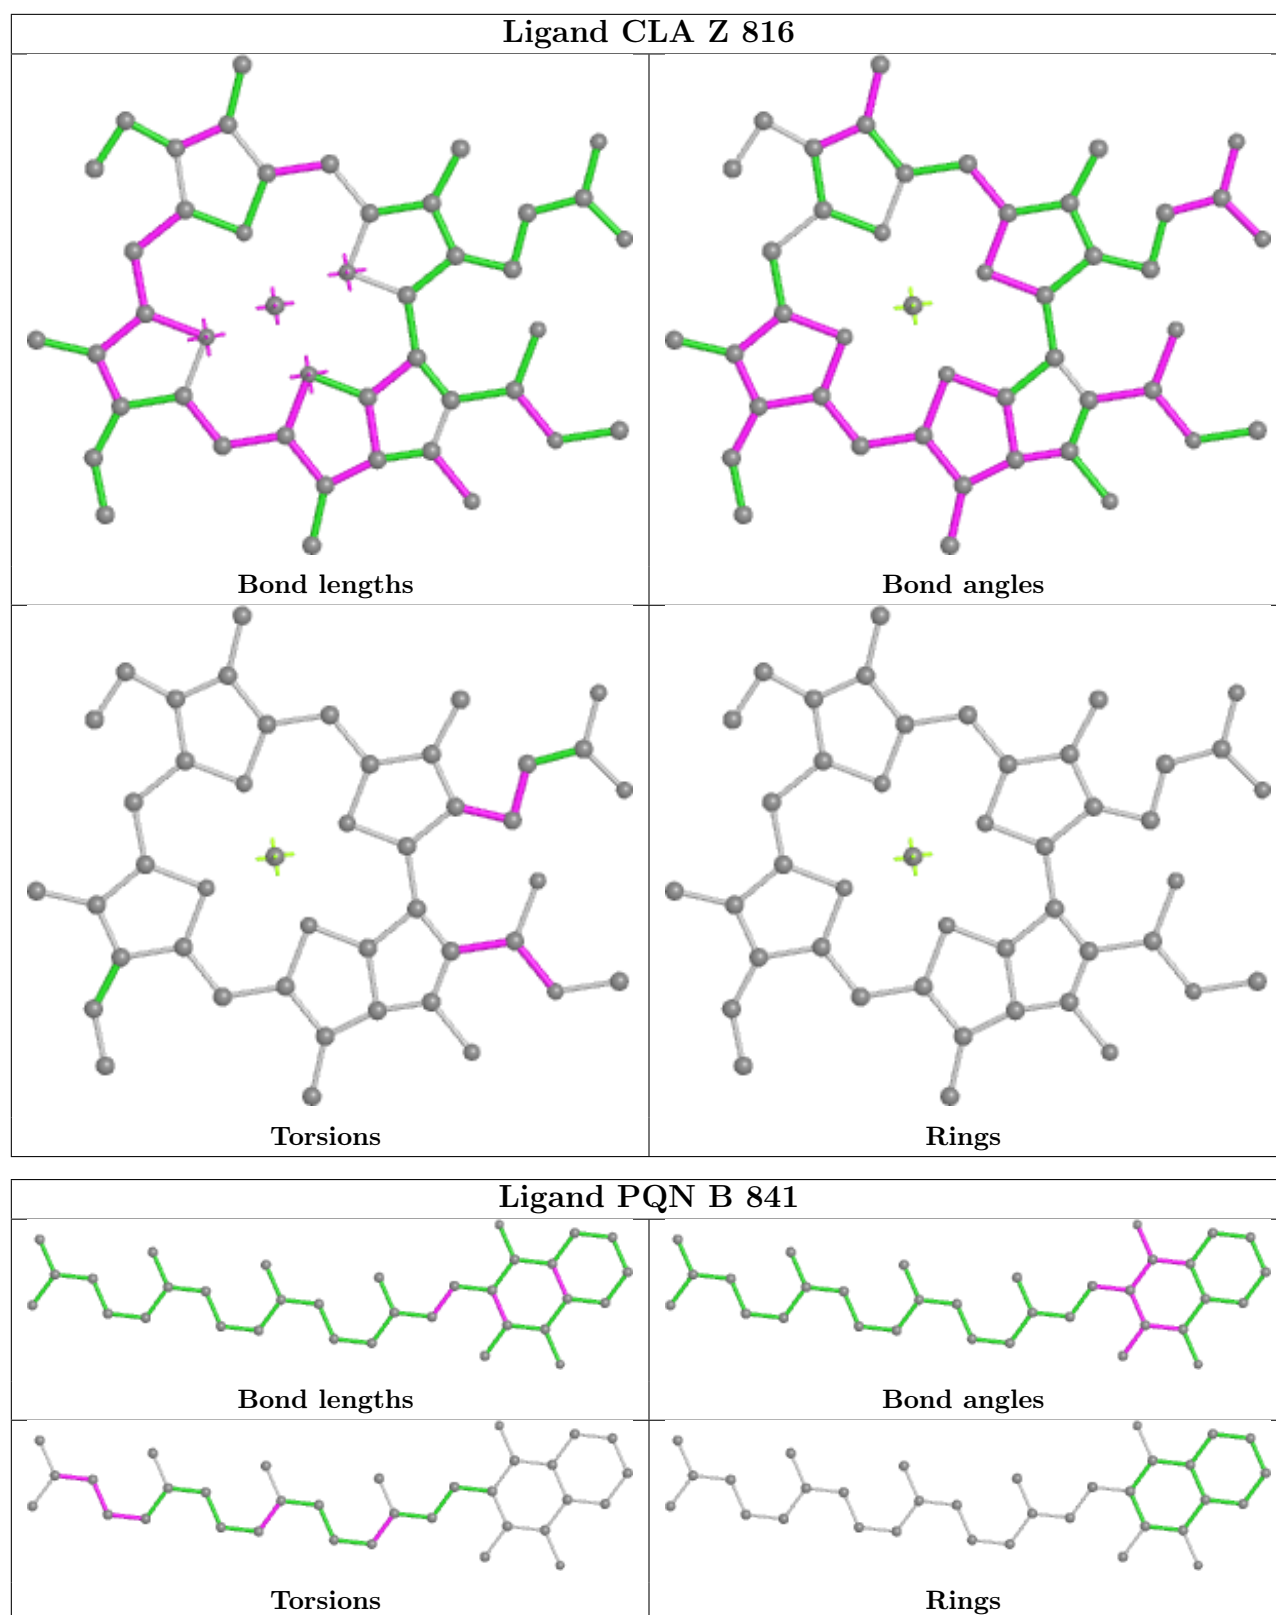 Ligand CLA Z 816
Bond lengths
Bond angles
Torsions
Rings
Ligand PQN B 841
Bond lengths
Bond angles
Torsions
Rings